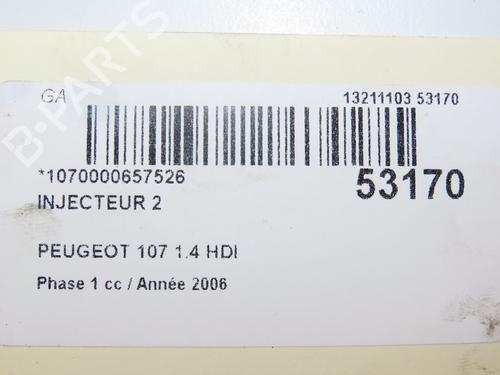 B-PARTS
GA 13211103 53170
*1070000657526 53170
INJECTEUR 2
PEUGEOT 107 1.4 HDI
Phase 1 cc / Année 2006